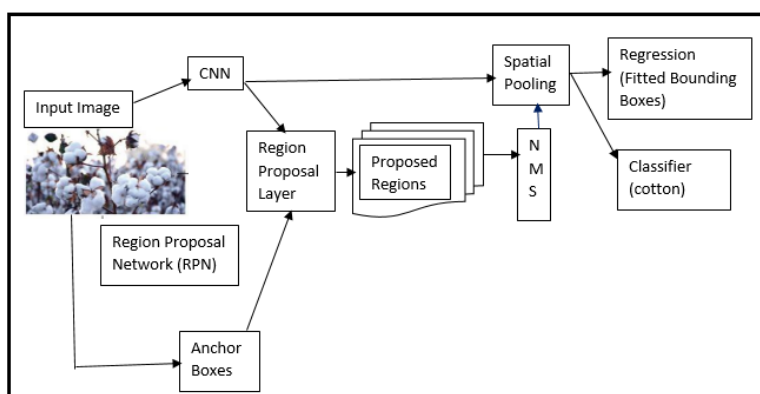 Input Image
CNN
Region
Proposal
Layer
Region Proposal
Network (RPN)
Anchor
Boxes
Proposed
Regions
N
M
S
Spatial
Pooling
Regression
(Fitted Bounding
Boxes)
Classifier
(cotton)